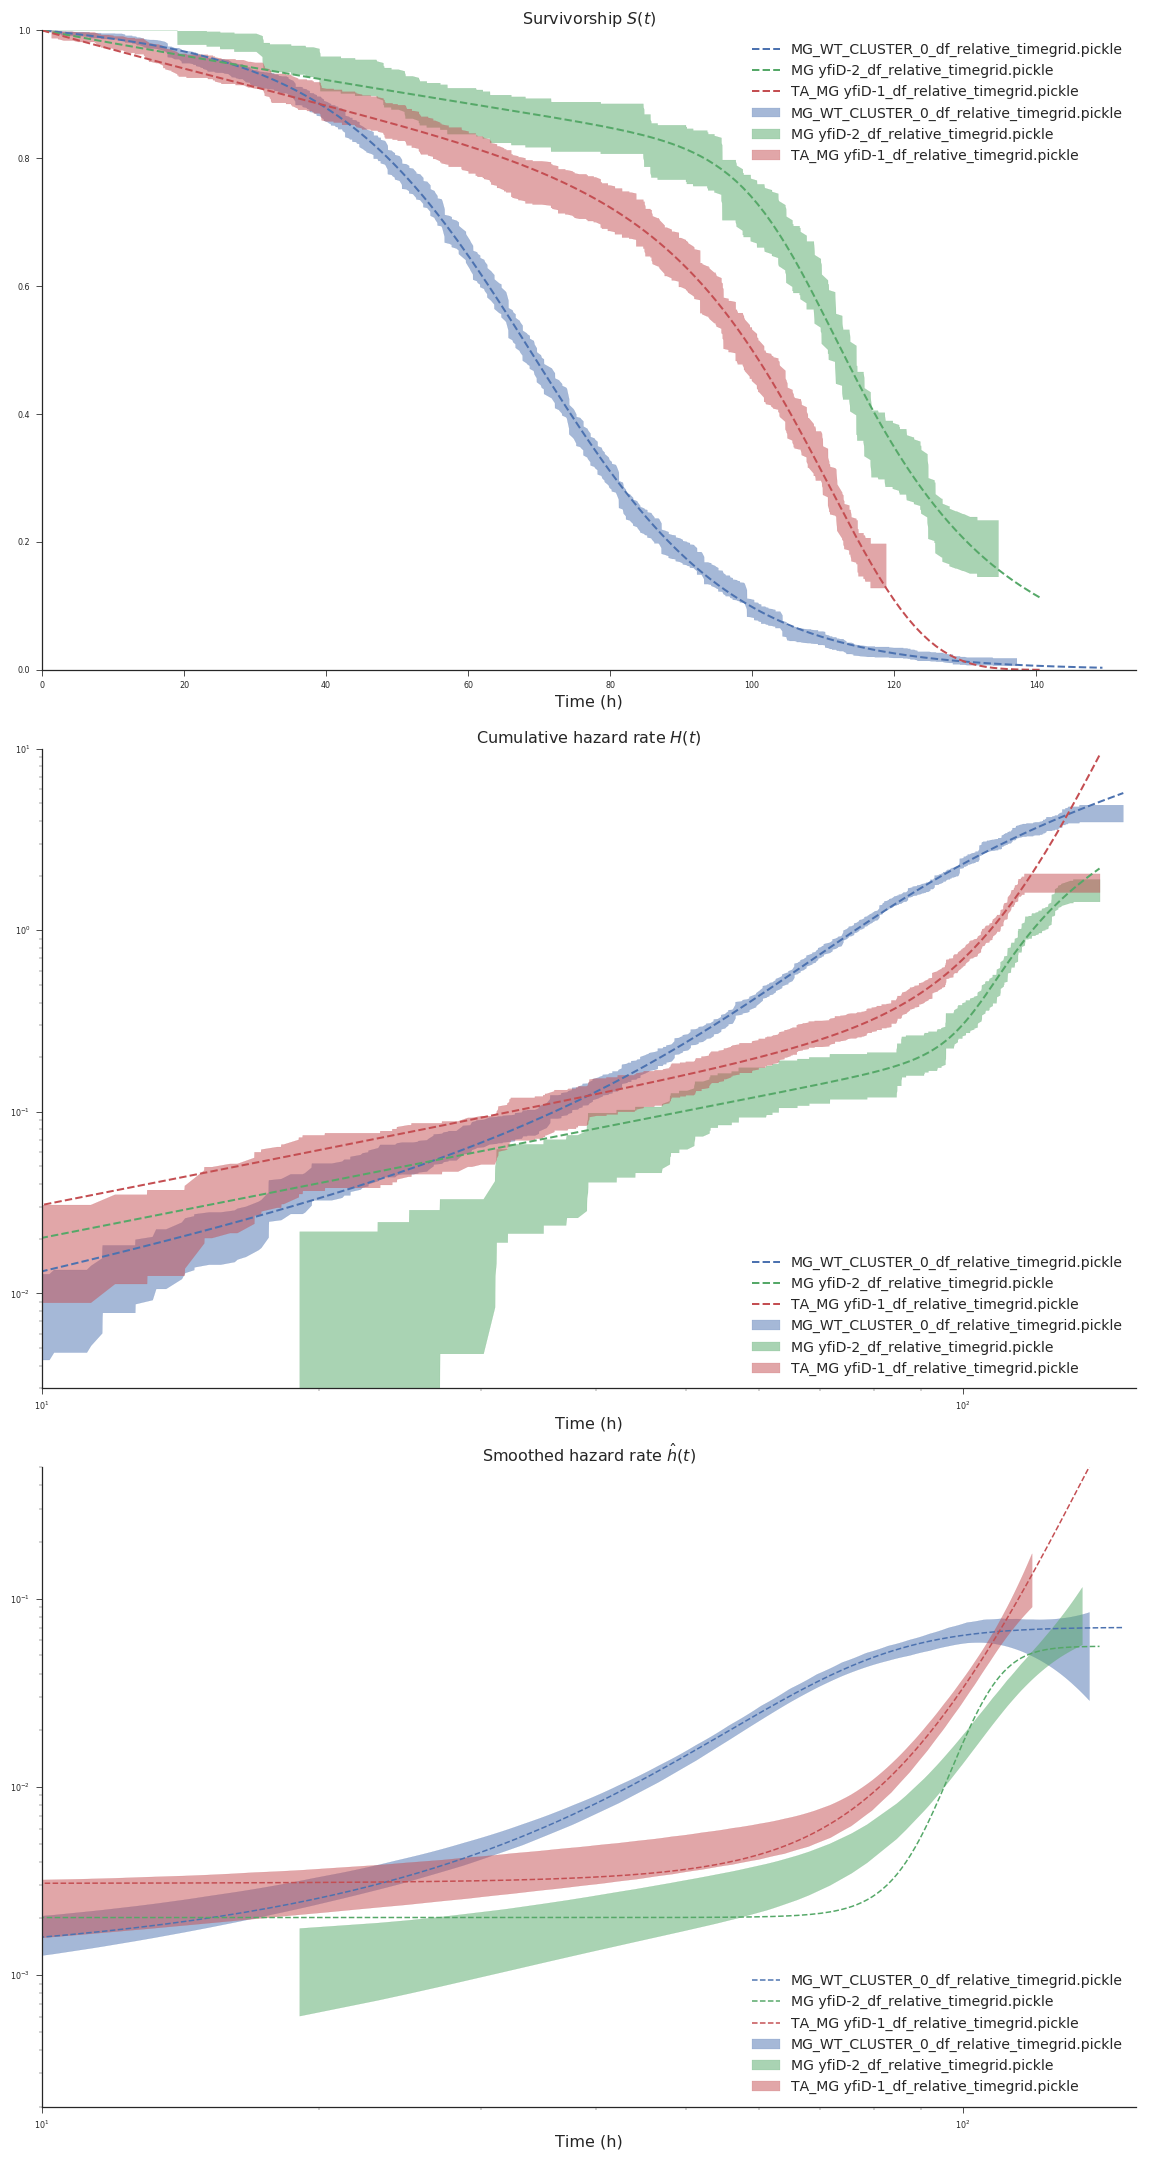 Survivorship S(t)
1.0
0.8
0.6
0.4
0.2
0.0
MG_WT_CLUSTER_0_df_relative_timegrid.pickle
MG yfiD-2_df_relative_timegrid.pickle
TA_MG yfiD-1_df_relative_timegrid.pickle
MG_WT_CLUSTER_0_df_relative_timegrid.pickle
MG yfiD-2_df_relative_timegrid.pickle
TA_MG yfiD-1_df_relative_timegrid.pickle
0 20 40 60 80 100 120 140
Time (h)
Cumulative hazard rate H(t)
10¹
10⁰
10⁻¹
10⁻²
MG_WT_CLUSTER_0_df_relative_timegrid.pickle
MG yfiD-2_df_relative_timegrid.pickle
TA_MG yfiD-1_df_relative_timegrid.pickle
MG_WT_CLUSTER_0_df_relative_timegrid.pickle
MG yfiD-2_df_relative_timegrid.pickle
TA_MG yfiD-1_df_relative_timegrid.pickle
10¹ 10²
Time (h)
Smoothed hazard rate ĥ(t)
10⁻¹
10⁻²
10⁻³
MG_WT_CLUSTER_0_df_relative_timegrid.pickle
MG yfiD-2_df_relative_timegrid.pickle
TA_MG yfiD-1_df_relative_timegrid.pickle
MG_WT_CLUSTER_0_df_relative_timegrid.pickle
MG yfiD-2_df_relative_timegrid.pickle
TA_MG yfiD-1_df_relative_timegrid.pickle
10¹ 10²
Time (h)